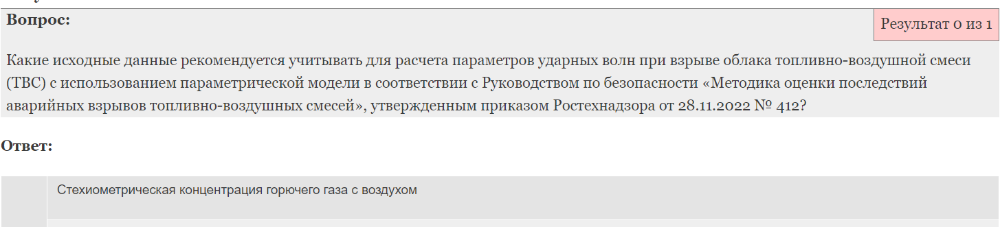 Вопрос:
Результат 0 из 1
Какие исходные данные рекомендуется учитывать для расчета параметров ударных волн при взрыве облака топливно-воздушной смеси
(ТВС) с использованием параметрической модели в соответствии с Руководством по безопасности «Методика оценки последствий
аварийных взрывов топливно-воздушных смесей», утвержденным приказом Ростехнадзора от 28.11.2022 № 412?
Ответ:
Стехиометрическая концентрация горючего газа с воздухом